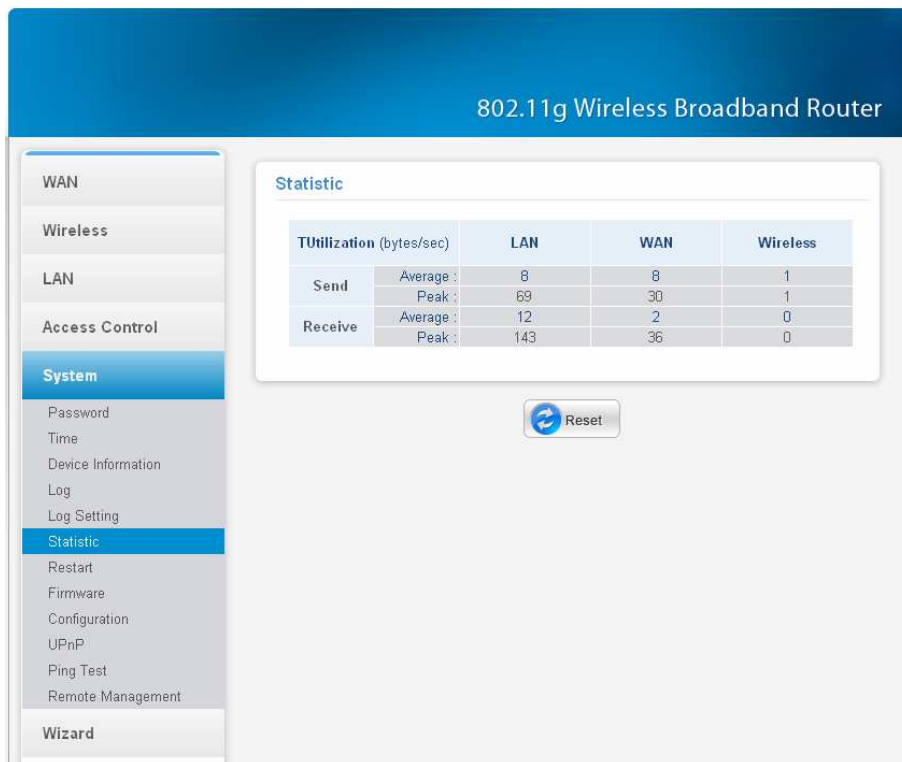 802.11g Wireless Broadband Router
WAN
Wireless
LAN
Access Control
System
Password
Time
Device Information
Log
Log Setting
Statistic
Restart
Firmware
Configuration
UPnP
Ping Test
Remote Management
Wizard
Statistic
TUtilization (bytes/sec) LAN WAN Wireless
Send Average : 8 8 1
Peak : 69 30 1
Receive Average : 12 2 0
Peak : 143 36 0
Reset